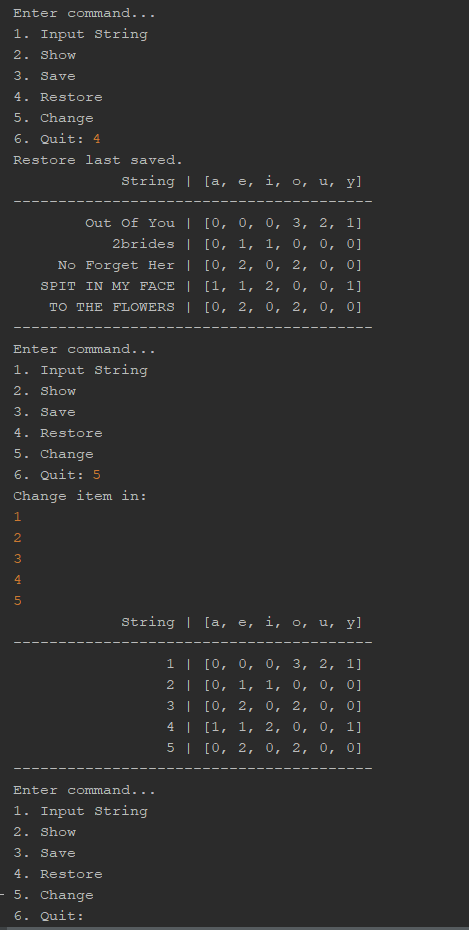 Enter command...
1. Input String
2. Show
3. Save
4. Restore
5. Change
6. Quit: 4
Restore last saved.
String | [a, e, i, o, u, y]
----------------------------------------
Out Of You | [0, 0, 0, 3, 2, 1]
2brides | [0, 1, 1, 0, 0, 0]
No Forget Her | [0, 2, 0, 2, 0, 0]
SPIT IN MY FACE | [1, 1, 2, 0, 0, 1]
TO THE FLOWERS | [0, 2, 0, 2, 0, 0]
----------------------------------------
Enter command...
1. Input String
2. Show
3. Save
4. Restore
5. Change
6. Quit: 5
Change item in:
1
2
3
4
5
String | [a, e, i, o, u, y]
----------------------------------------
1 | [0, 0, 0, 3, 2, 1]
2 | [0, 1, 1, 0, 0, 0]
3 | [0, 2, 0, 2, 0, 0]
4 | [1, 1, 2, 0, 0, 1]
5 | [0, 2, 0, 2, 0, 0]
----------------------------------------
Enter command...
1. Input String
2. Show
3. Save
4. Restore
5. Change
6. Quit: